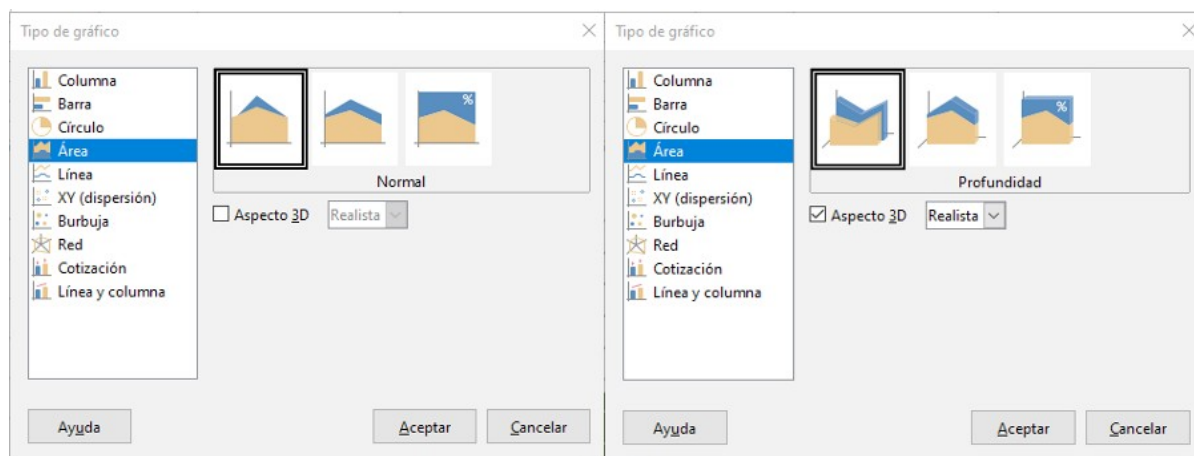 Tipo de gráfico
Columna
Barra
Círculo
Área
Línea
XY (dispersión)
Burbuja
Red
Cotización
Línea y columna
%
Normal
Aspecto 3D
Realista
Ayuda
Aceptar
Cancelar
Tipo de gráfico
Columna
Barra
Círculo
Área
Línea
XY (dispersión)
Burbuja
Red
Cotización
Línea y columna
%
Profundidad
Aspecto 3D
Realista
Ayuda
Aceptar
Cancelar